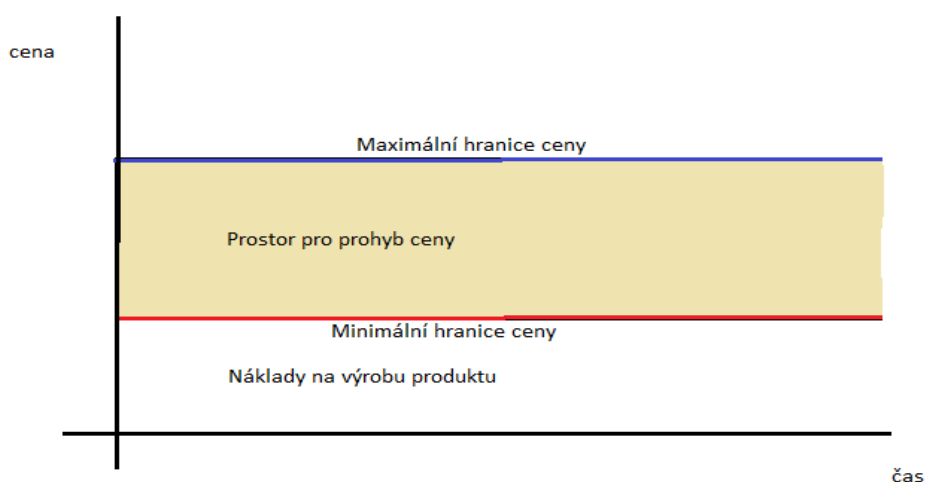 cena
Maximální hranice ceny
Prostor pro prohyb ceny
Minimální hranice ceny
Náklady na výrobu produktu
čas